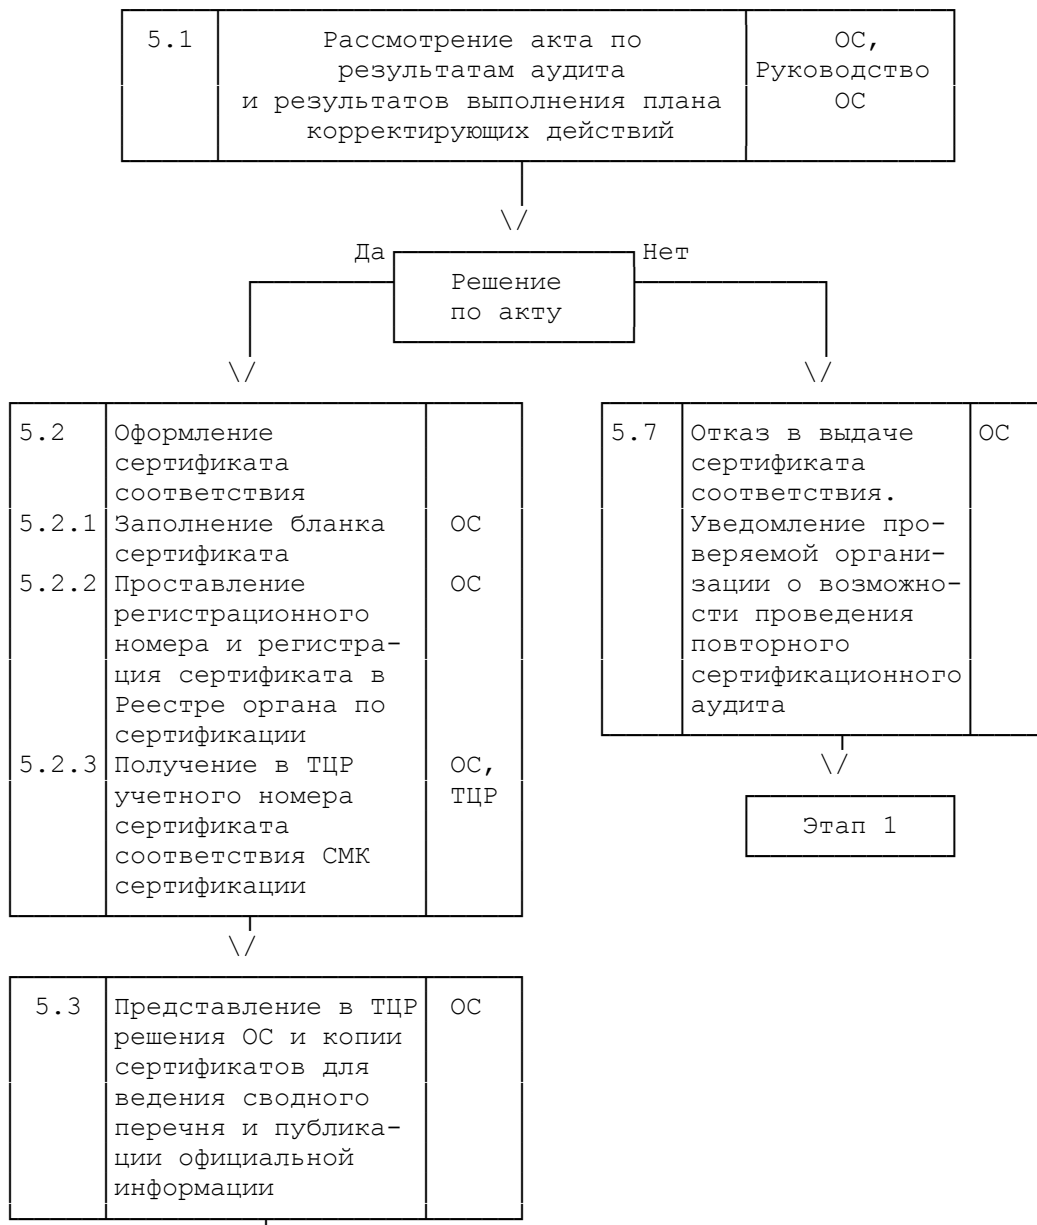 5.1 Рассмотрение акта по ОС,
результатам аудита Руководство
и результатов выполнения плана ОС
корректирующих действий
\/
Да Нет
Решение
по акту
\/ \/
5.2 Оформление
сертификата
соответствия
5.2.1 Заполнение бланка ОС
сертификата
5.2.2 Проставление ОС
регистрационного
номера и регистра-
ция сертификата в
Реестре органа по
сертификации
5.2.3 Получение в ТЦР ОС,
учетного номера ТЦР
сертификата
соответствия СМК
сертификации
\/
5.7 Отказ в выдаче ОС
сертификата
соответствия.
Уведомление про-
веряемой органи-
зации о возможно-
сти проведения
повторного
сертификационного
аудита
\/
Этап 1
5.3 Представление в ТЦР ОС
решения ОС и копии
сертификатов для
ведения сводного
перечня и публика-
ции официальной
информации